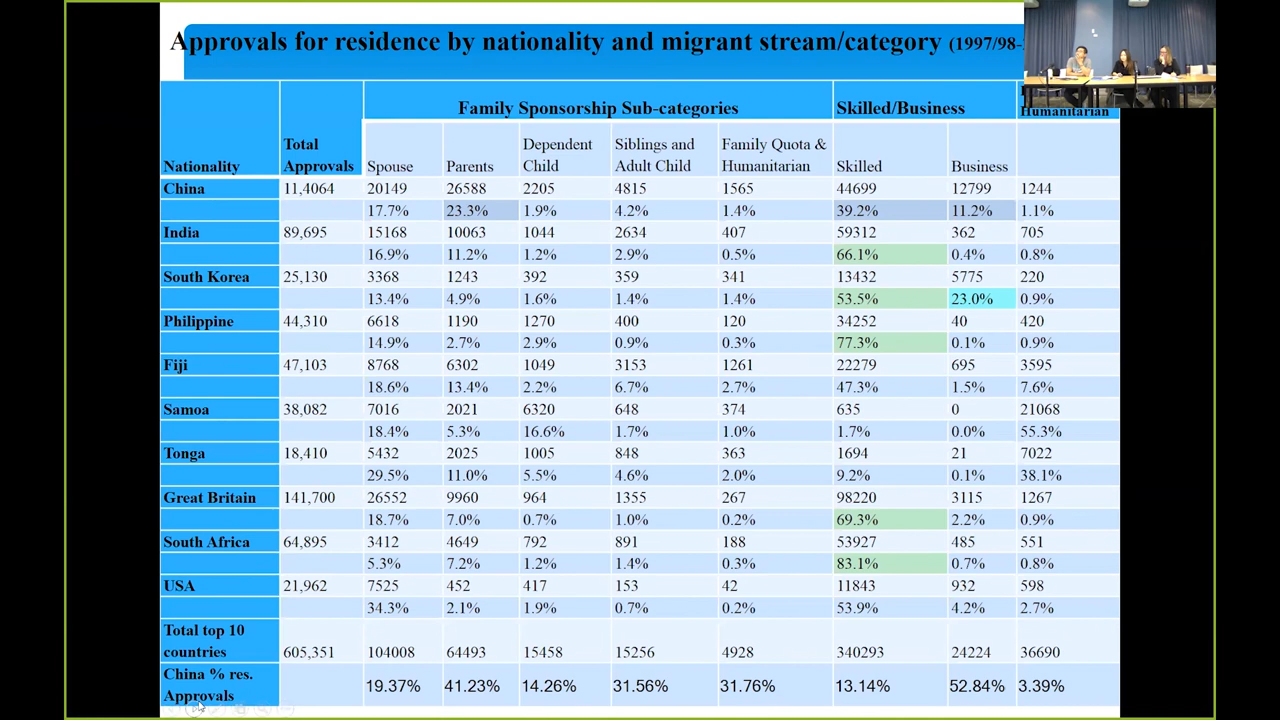 Approvals for residence by nationality and migrant stream/category (1997/98-
Family Sponsorship Sub-categories Skilled/Business
Humanitarian
Nationality Total Approvals Spouse Parents Dependent Child Siblings and Adult Child Family Quota & Humanitarian Skilled Business
China 11,4064 20149 26588 2205 4815 1565 44699 12799 1244
17.7% 23.3% 1.9% 4.2% 1.4% 39.2% 11.2% 1.1%
India 89,695 15168 10063 1044 2634 407 59312 362 705
16.9% 11.2% 1.2% 2.9% 0.5% 66.1% 0.4% 0.8%
South Korea 25,130 3368 1243 392 359 341 13432 5775 220
13.4% 4.9% 1.6% 1.4% 1.4% 53.5% 23.0% 0.9%
Philippine 44,310 6618 1190 1270 400 120 34252 40 420
14.9% 2.7% 2.9% 0.9% 0.3% 77.3% 0.1% 0.9%
Fiji 47,103 8768 6302 1049 3153 1261 22279 695 3595
18.6% 13.4% 2.2% 6.7% 2.7% 47.3% 1.5% 7.6%
Samoa 38,082 7016 2021 6320 648 374 635 0 21068
18.4% 5.3% 16.6% 1.7% 1.0% 1.7% 0.0% 55.3%
Tonga 18,410 5432 2025 1005 848 363 1694 21 7022
29.5% 11.0% 5.5% 4.6% 2.0% 9.2% 0.1% 38.1%
Great Britain 141,700 26552 9960 964 1355 267 98220 3115 1267
18.7% 7.0% 0.7% 1.0% 0.2% 69.3% 2.2% 0.9%
South Africa 64,895 3412 4649 792 891 188 53927 485 551
5.3% 7.2% 1.2% 1.4% 0.3% 83.1% 0.7% 0.8%
USA 21,962 7525 452 417 153 42 11843 932 598
34.3% 2.1% 1.9% 0.7% 0.2% 53.9% 4.2% 2.7%
Total top 10
countries 605,351 104008 64493 15458 15256 4928 340293 24224 36690
China % res.
Approvals 19.37% 41.23% 14.26% 31.56% 31.76% 13.14% 52.84% 3.39%